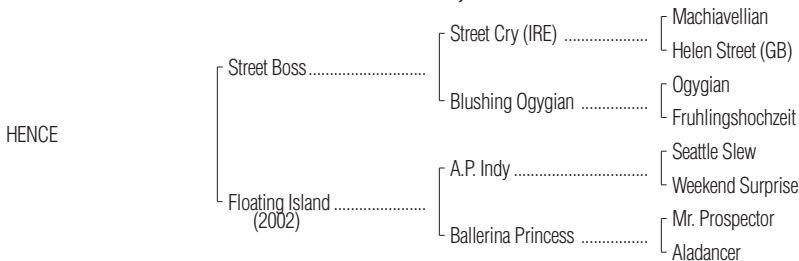 Machiavellian
Street Cry (IRE) ....................
Helen Street (GB)
Street Boss............................
Ogygian
Blushing Ogygian ................
Fruhlingshochzeit
HENCE
Seattle Slew
A.P. Indy ................................
Weekend Surprise
Floating Island ......................
(2002)
Mr. Prospector
Ballerina Princess ................
Aladancer